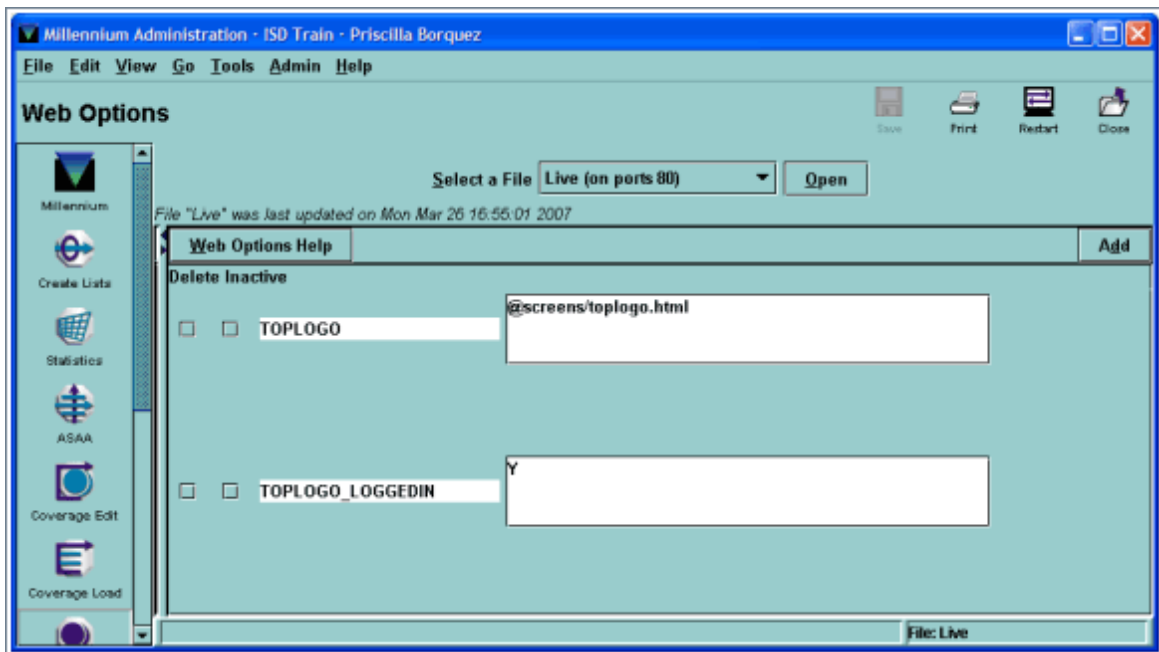 Millennium Administration - ISD Train - Priscilla Borquez
File Edit View Go Tools Admin Help
Web Options
Save Print Restart Close
Millennium
Create Lists
Statistics
ASAA
Coverage Edit
Coverage Load
Select a File Live (on ports 80) Open
File "Live" was last updated on Mon Mar 26 16:55:01 2007
Web Options Help Add
Delete Inactive
TOPLOGO @screens/toplogo.html
TOPLOGO_LOGGEDIN Y
File: Live